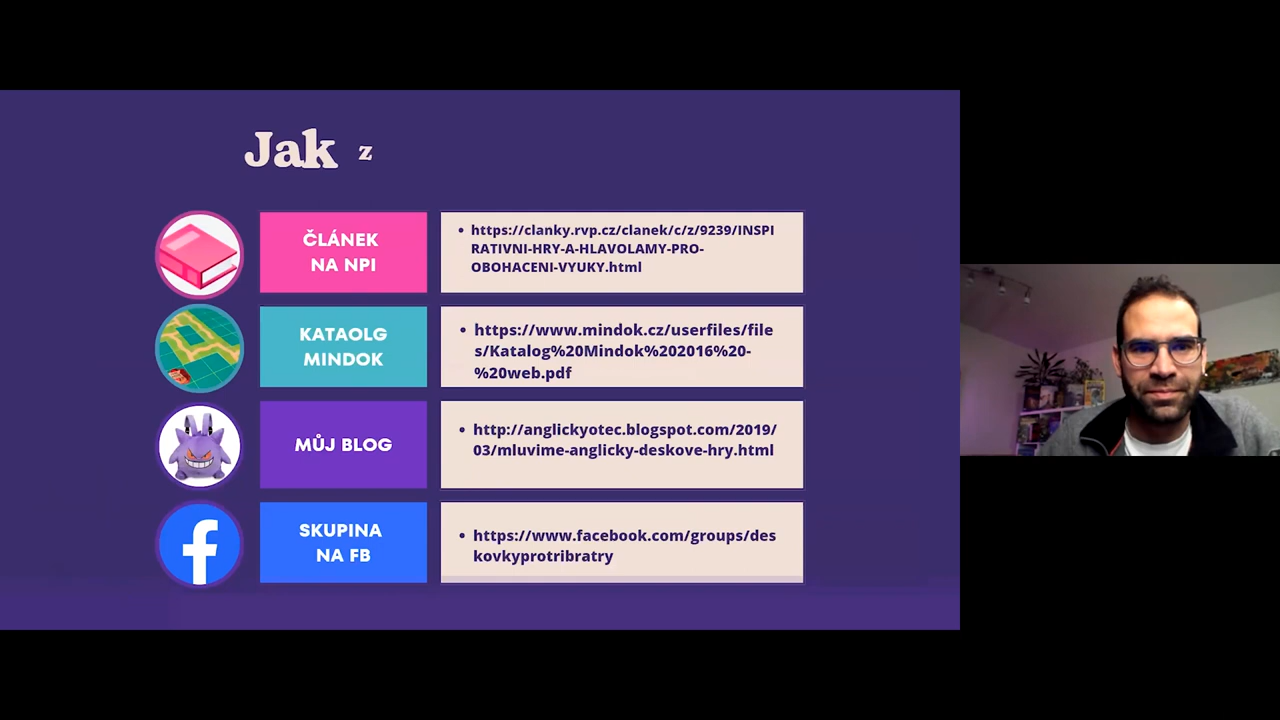 Jak z
ČLÁNEK
NA NPI
• https://clanky.rvp.cz/clanek/c/z/9239/INSPI
RATIVNI-HRY-A-HLAVOLAMY-PRO-
OBOHACENI-VYUKY.html
KATAOLG
MINDOK
• https://www.mindok.cz/userfiles/file
s/Katalog%20Mindok%202016%20-
%20web.pdf
MŮJ BLOG
• http://anglickyotec.blogspot.com/2019/
03/mluvime-anglicky-deskove-hry.html
SKUPINA
NA FB
• https://www.facebook.com/groups/des
kovkyprotribratry